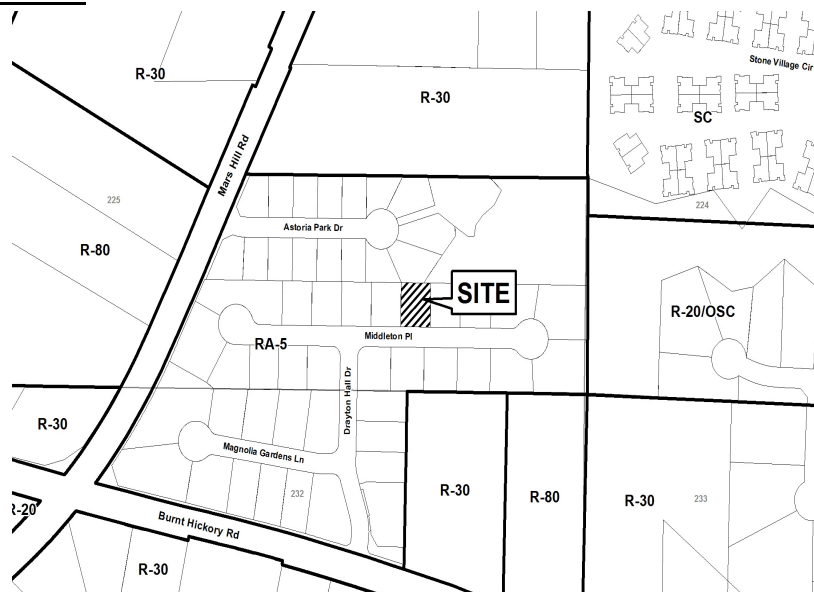 Stone Village Cir
R-30
R-30
SC
Mars Hill Rd
225
224
Astoria Park Dr
R-80
SITE
R-20/OSC
Middleton Pl
RA-5
Drayton Hall Dr
R-30
Magnolia Gardens Ln
232
R-30
R-80
R-30
233
R-20
Burnt Hickory Rd
R-30